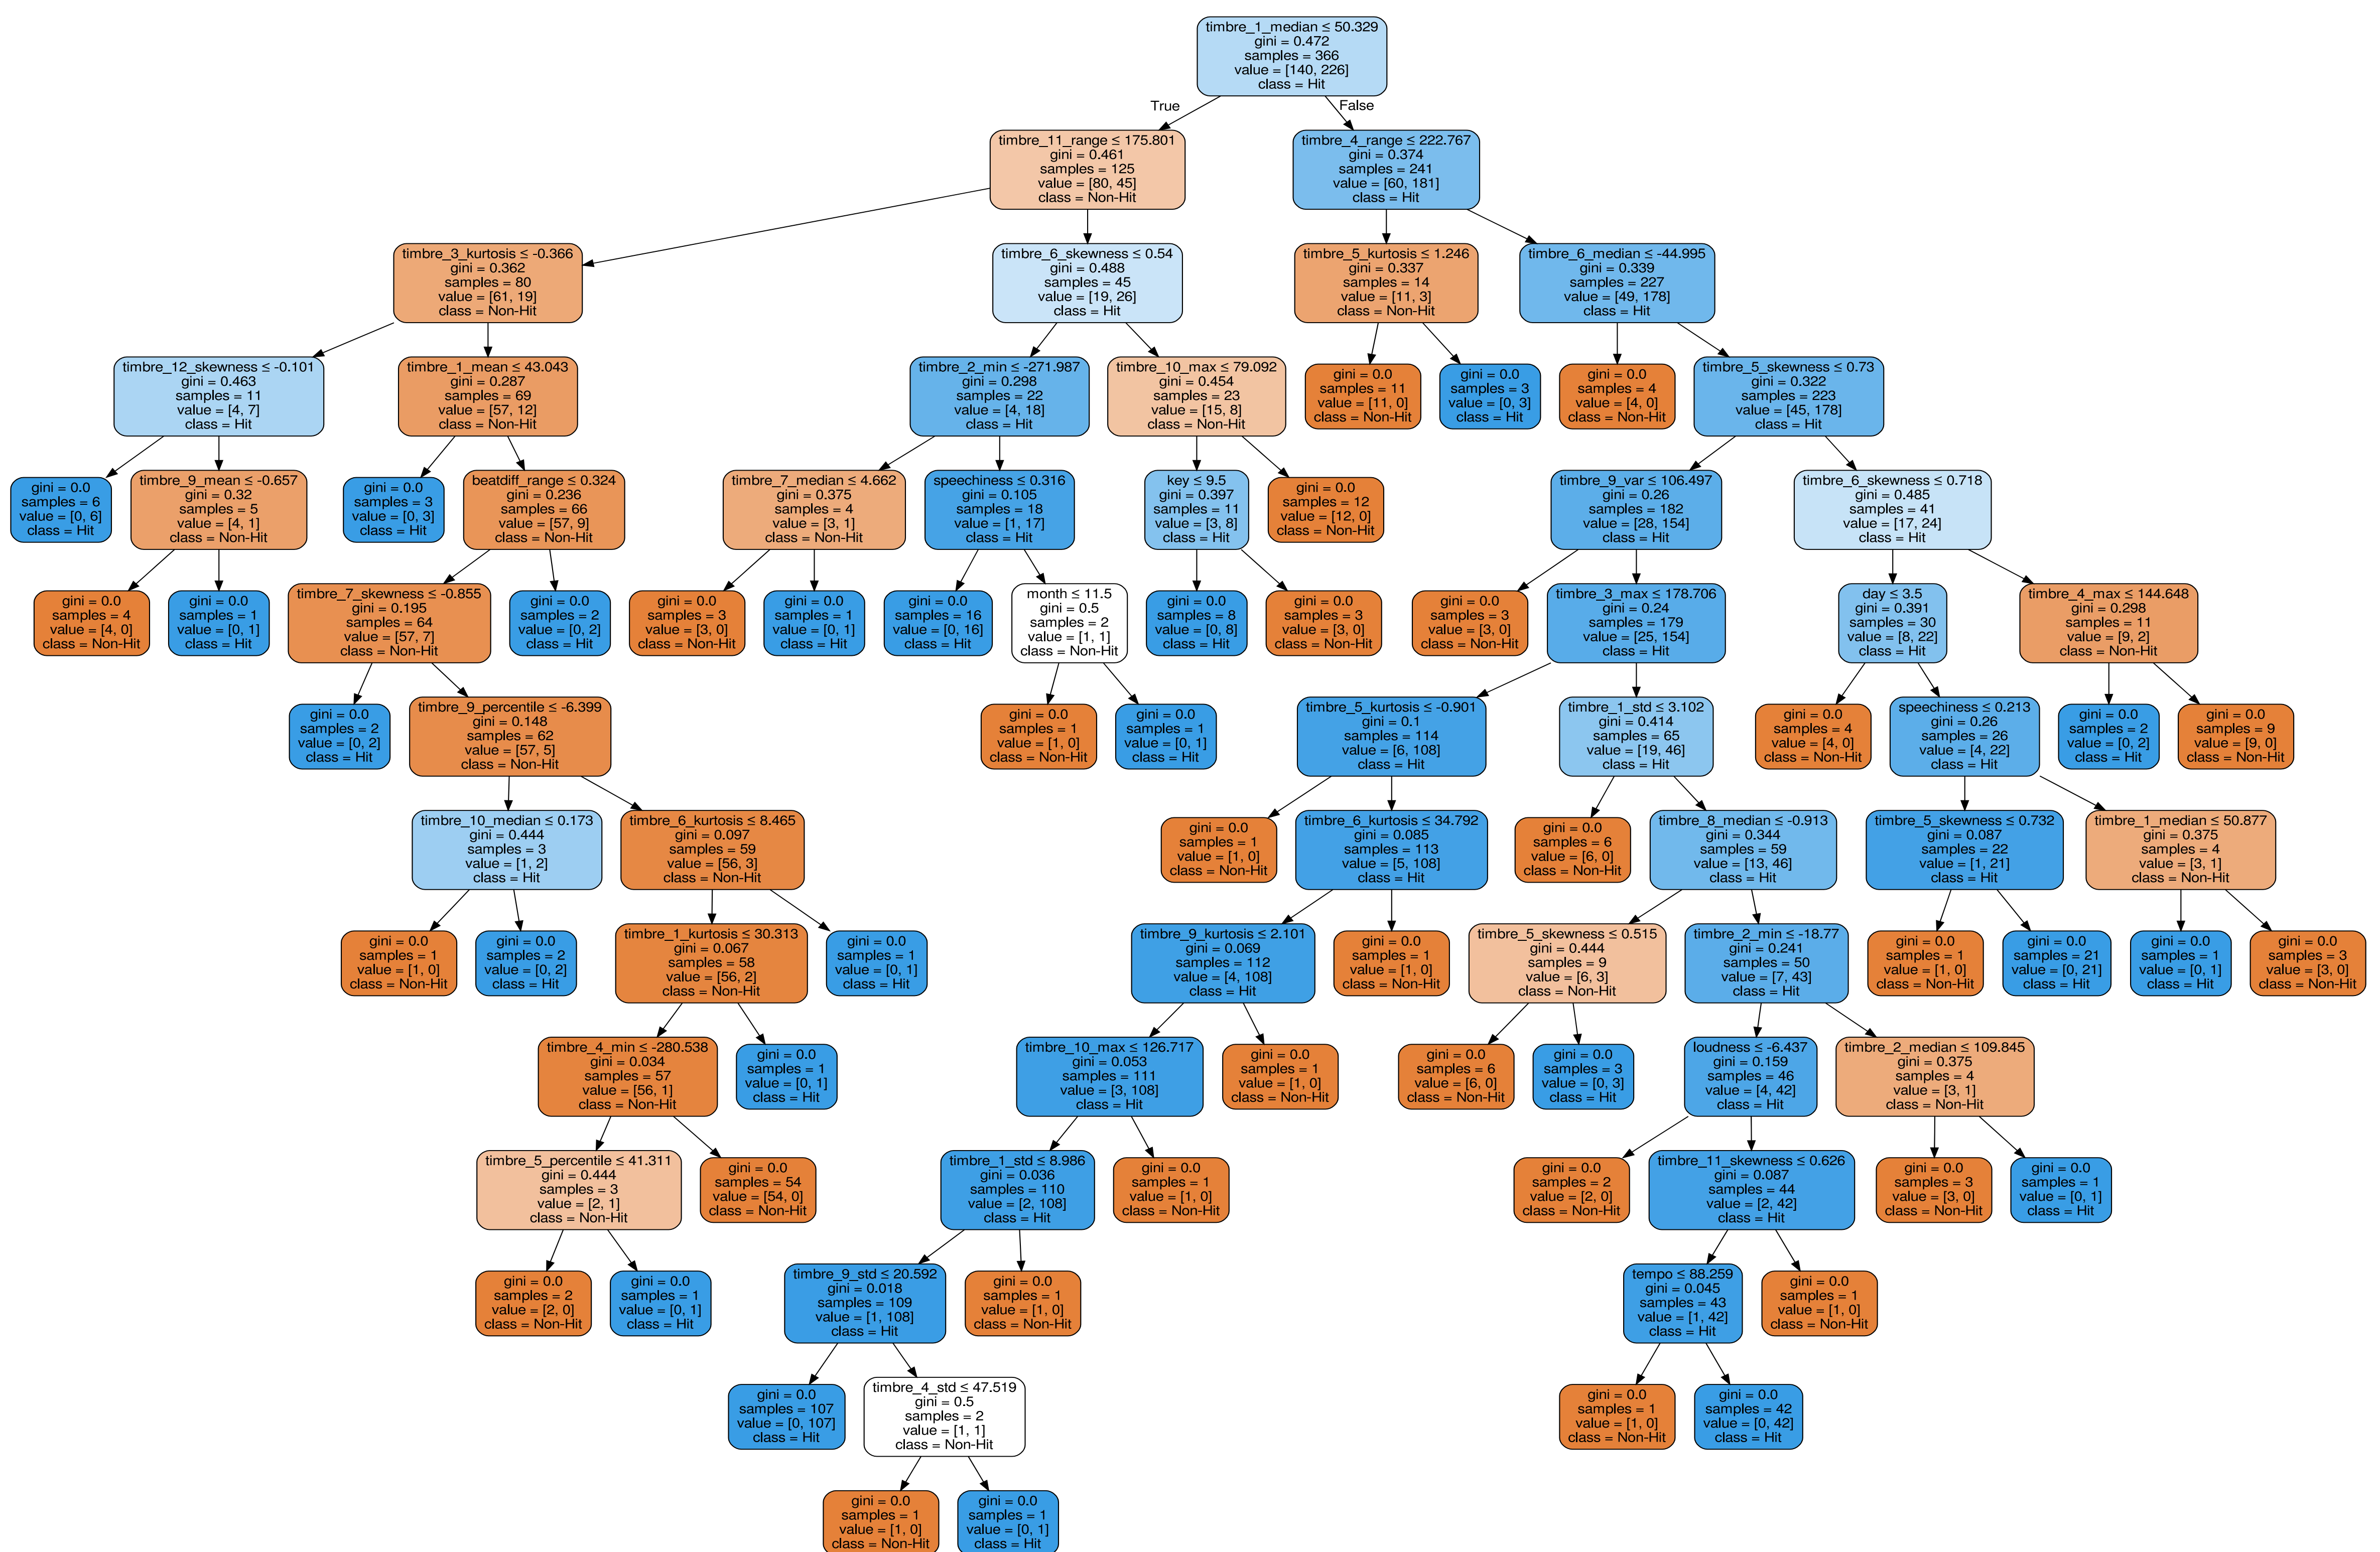 timbre_1_median ≤ 50.329
gini = 0.472
samples = 366
value = [140, 226]
class = Hit
True
False
timbre_11_range ≤ 175.801
gini = 0.461
samples = 125
value = [80, 45]
class = Non-Hit
timbre_4_range ≤ 222.767
gini = 0.374
samples = 241
value = [60, 181]
class = Hit
timbre_3_kurtosis ≤ -0.366
gini = 0.362
samples = 80
value = [61, 19]
class = Non-Hit
timbre_6_skewness ≤ 0.54
gini = 0.488
samples = 45
value = [19, 26]
class = Hit
timbre_5_kurtosis ≤ 1.246
gini = 0.337
samples = 14
value = [11, 3]
class = Non-Hit
timbre_6_median ≤ -44.995
gini = 0.339
samples = 227
value = [49, 178]
class = Hit
timbre_12_skewness ≤ -0.101
gini = 0.463
samples = 11
value = [4, 7]
class = Hit
timbre_1_mean ≤ 43.043
gini = 0.287
samples = 69
value = [57, 12]
class = Non-Hit
timbre_2_min ≤ -271.987
gini = 0.298
samples = 22
value = [4, 18]
class = Hit
timbre_10_max ≤ 79.092
gini = 0.454
samples = 23
value = [15, 8]
class = Non-Hit
gini = 0.0
samples = 11
value = [11, 0]
class = Non-Hit
gini = 0.0
samples = 3
value = [0, 3]
class = Hit
gini = 0.0
samples = 4
value = [4, 0]
class = Non-Hit
timbre_5_skewness ≤ 0.73
gini = 0.322
samples = 223
value = [45, 178]
class = Hit
gini = 0.0
samples = 6
value = [0, 6]
class = Hit
timbre_9_mean ≤ -0.657
gini = 0.32
samples = 5
value = [4, 1]
class = Non-Hit
gini = 0.0
samples = 3
value = [0, 3]
class = Hit
beatdiff_range ≤ 0.324
gini = 0.236
samples = 66
value = [57, 9]
class = Non-Hit
timbre_7_median ≤ 4.662
gini = 0.375
samples = 4
value = [3, 1]
class = Non-Hit
speechiness ≤ 0.316
gini = 0.105
samples = 18
value = [1, 17]
class = Hit
key ≤ 9.5
gini = 0.397
samples = 11
value = [3, 8]
class = Hit
gini = 0.0
samples = 12
value = [12, 0]
class = Non-Hit
timbre_9_var ≤ 106.497
gini = 0.26
samples = 182
value = [28, 154]
class = Hit
timbre_6_skewness ≤ 0.718
gini = 0.485
samples = 41
value = [17, 24]
class = Hit
gini = 0.0
samples = 4
value = [4, 0]
class = Non-Hit
gini = 0.0
samples = 1
value = [0, 1]
class = Hit
timbre_7_skewness ≤ -0.855
gini = 0.195
samples = 64
value = [57, 7]
class = Non-Hit
gini = 0.0
samples = 2
value = [0, 2]
class = Hit
gini = 0.0
samples = 3
value = [3, 0]
class = Non-Hit
gini = 0.0
samples = 1
value = [0, 1]
class = Hit
gini = 0.0
samples = 16
value = [0, 16]
class = Hit
month ≤ 11.5
gini = 0.5
samples = 2
value = [1, 1]
class = Non-Hit
gini = 0.0
samples = 8
value = [0, 8]
class = Hit
gini = 0.0
samples = 3
value = [3, 0]
class = Non-Hit
gini = 0.0
samples = 3
value = [3, 0]
class = Non-Hit
timbre_3_max ≤ 178.706
gini = 0.24
samples = 179
value = [25, 154]
class = Hit
day ≤ 3.5
gini = 0.391
samples = 30
value = [8, 22]
class = Hit
timbre_4_max ≤ 144.648
gini = 0.298
samples = 11
value = [9, 2]
class = Non-Hit
gini = 0.0
samples = 2
value = [0, 2]
class = Hit
timbre_9_percentile ≤ -6.399
gini = 0.148
samples = 62
value = [57, 5]
class = Non-Hit
gini = 0.0
samples = 1
value = [1, 0]
class = Non-Hit
gini = 0.0
samples = 1
value = [0, 1]
class = Hit
timbre_5_kurtosis ≤ -0.901
gini = 0.1
samples = 114
value = [6, 108]
class = Hit
timbre_1_std ≤ 3.102
gini = 0.414
samples = 65
value = [19, 46]
class = Hit
gini = 0.0
samples = 4
value = [4, 0]
class = Non-Hit
speechiness ≤ 0.213
gini = 0.26
samples = 26
value = [4, 22]
class = Hit
gini = 0.0
samples = 2
value = [0, 2]
class = Hit
gini = 0.0
samples = 9
value = [9, 0]
class = Non-Hit
timbre_10_median ≤ 0.173
gini = 0.444
samples = 3
value = [1, 2]
class = Hit
timbre_6_kurtosis ≤ 8.465
gini = 0.097
samples = 59
value = [56, 3]
class = Non-Hit
gini = 0.0
samples = 1
value = [1, 0]
class = Non-Hit
timbre_6_kurtosis ≤ 34.792
gini = 0.085
samples = 113
value = [5, 108]
class = Hit
gini = 0.0
samples = 6
value = [6, 0]
class = Non-Hit
timbre_8_median ≤ -0.913
gini = 0.344
samples = 59
value = [13, 46]
class = Hit
timbre_5_skewness ≤ 0.732
gini = 0.087
samples = 22
value = [1, 21]
class = Hit
timbre_1_median ≤ 50.877
gini = 0.375
samples = 4
value = [3, 1]
class = Non-Hit
gini = 0.0
samples = 1
value = [1, 0]
class = Non-Hit
gini = 0.0
samples = 2
value = [0, 2]
class = Hit
timbre_1_kurtosis ≤ 30.313
gini = 0.067
samples = 58
value = [56, 2]
class = Non-Hit
gini = 0.0
samples = 1
value = [0, 1]
class = Hit
timbre_9_kurtosis ≤ 2.101
gini = 0.069
samples = 112
value = [4, 108]
class = Hit
gini = 0.0
samples = 1
value = [1, 0]
class = Non-Hit
timbre_5_skewness ≤ 0.515
gini = 0.444
samples = 9
value = [6, 3]
class = Non-Hit
timbre_2_min ≤ -18.77
gini = 0.241
samples = 50
value = [7, 43]
class = Hit
gini = 0.0
samples = 1
value = [1, 0]
class = Non-Hit
gini = 0.0
samples = 21
value = [0, 21]
class = Hit
gini = 0.0
samples = 1
value = [0, 1]
class = Hit
gini = 0.0
samples = 3
value = [3, 0]
class = Non-Hit
timbre_4_min ≤ -280.538
gini = 0.034
samples = 57
value = [56, 1]
class = Non-Hit
gini = 0.0
samples = 1
value = [0, 1]
class = Hit
timbre_10_max ≤ 126.717
gini = 0.053
samples = 111
value = [3, 108]
class = Hit
gini = 0.0
samples = 1
value = [1, 0]
class = Non-Hit
gini = 0.0
samples = 6
value = [6, 0]
class = Non-Hit
gini = 0.0
samples = 3
value = [0, 3]
class = Hit
loudness ≤ -6.437
gini = 0.159
samples = 46
value = [4, 42]
class = Hit
timbre_2_median ≤ 109.845
gini = 0.375
samples = 4
value = [3, 1]
class = Non-Hit
timbre_5_percentile ≤ 41.311
gini = 0.444
samples = 3
value = [2, 1]
class = Non-Hit
gini = 0.0
samples = 54
value = [54, 0]
class = Non-Hit
timbre_1_std ≤ 8.986
gini = 0.036
samples = 110
value = [2, 108]
class = Hit
gini = 0.0
samples = 1
value = [1, 0]
class = Non-Hit
gini = 0.0
samples = 2
value = [2, 0]
class = Non-Hit
timbre_11_skewness ≤ 0.626
gini = 0.087
samples = 44
value = [2, 42]
class = Hit
gini = 0.0
samples = 3
value = [3, 0]
class = Non-Hit
gini = 0.0
samples = 1
value = [0, 1]
class = Hit
gini = 0.0
samples = 2
value = [2, 0]
class = Non-Hit
gini = 0.0
samples = 1
value = [0, 1]
class = Hit
timbre_9_std ≤ 20.592
gini = 0.018
samples = 109
value = [1, 108]
class = Hit
gini = 0.0
samples = 1
value = [1, 0]
class = Non-Hit
tempo ≤ 88.259
gini = 0.045
samples = 43
value = [1, 42]
class = Hit
gini = 0.0
samples = 1
value = [1, 0]
class = Non-Hit
gini = 0.0
samples = 107
value = [0, 107]
class = Hit
timbre_4_std ≤ 47.519
gini = 0.5
samples = 2
value = [1, 1]
class = Non-Hit
gini = 0.0
samples = 1
value = [1, 0]
class = Non-Hit
gini = 0.0
samples = 42
value = [0, 42]
class = Hit
gini = 0.0
samples = 1
value = [1, 0]
class = Non-Hit
gini = 0.0
samples = 1
value = [0, 1]
class = Hit